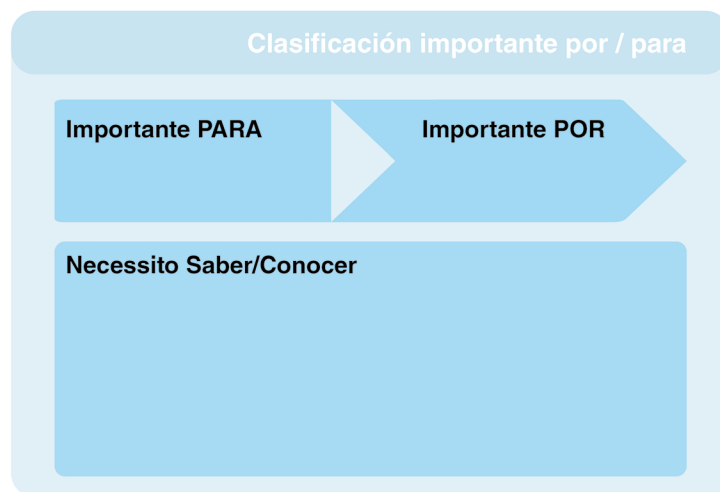 Clasificación importante por / para
Importante PARA
Importante POR
Necessito Saber/Conocer